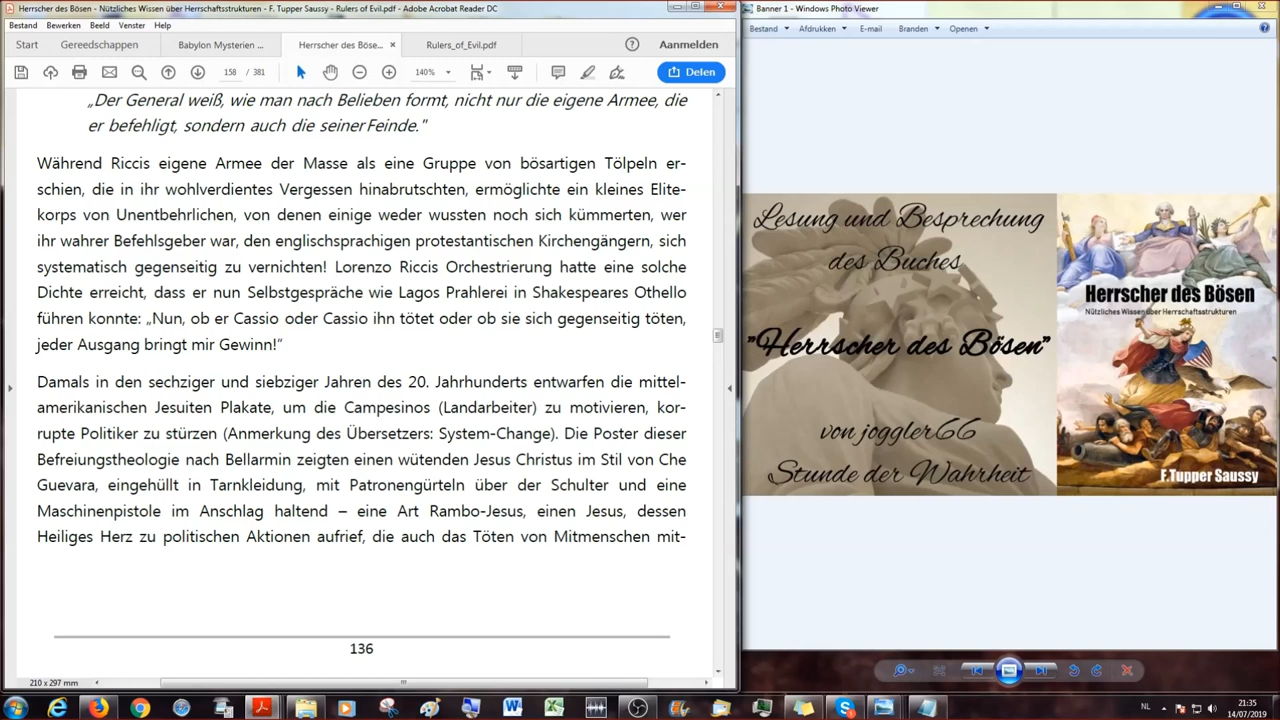 Herrscher des Bösen - Nützliches Wissen über Herrschaftsstrukturen - F. Tupper Saussy - Rulers of Evil.pdf - Adobe Acrobat Reader DC
Bestand Bewerken Beeld Venster Help
Start Gereedschappen Babylon Mysterien ... Herrscher des Böse... × Rulers_of_Evil.pdf Aanmelden
158 / 381 140% Delen
„Der General weiß, wie man nach Belieben formt, nicht nur die eigene Armee, die
er befehligt, sondern auch die seiner Feinde."
Während Riccis eigene Armee der Masse als eine Gruppe von bösartigen Tölpeln er-
schien, die in ihr wohlverdientes Vergessen hinabrutschten, ermöglichte ein kleines Elite-
korps von Unentbehrlichen, von denen einige weder wussten noch sich kümmerten, wer
ihr wahrer Befehlsgeber war, den englischsprachigen protestantischen Kirchengängern, sich
systematisch gegenseitig zu vernichten! Lorenzo Riccis Orchestrierung hatte eine solche
Dichte erreicht, dass er nun Selbstgespräche wie Lagos Prahlerei in Shakespeares Othello
führen konnte: „Nun, ob er Cassio oder Cassio ihn tötet oder ob sie sich gegenseitig töten,
jeder Ausgang bringt mir Gewinn!"
Damals in den sechziger und siebziger Jahren des 20. Jahrhunderts entwarfen die mittel-
amerikanischen Jesuiten Plakate, um die Campesinos (Landarbeiter) zu motivieren, kor-
rupte Politiker zu stürzen (Anmerkung des Übersetzers: System-Change). Die Poster dieser
Befreiungstheologie nach Bellarmin zeigten einen wütenden Jesus Christus im Stil von Che
Guevara, eingehüllt in Tarnkleidung, mit Patronengürteln über der Schulter und eine
Maschinenpistole im Anschlag haltend – eine Art Rambo-Jesus, einen Jesus, dessen
Heiliges Herz zu politischen Aktionen aufrief, die auch das Töten von Mitmenschen mit-
136
210 x 297 mm
Banner 1 - Windows Photo Viewer
Bestand Afdrukken E-mail Branden Openen
Lesung und Besprechung
des Buches
"Herrscher des Bösen"
von joggler66
Stunde der Wahrheit
Herrscher des Bösen
Nützliches Wissen über Herrschaftsstrukturen
F.Tupper Saussy
NL 21:35
14/07/2019